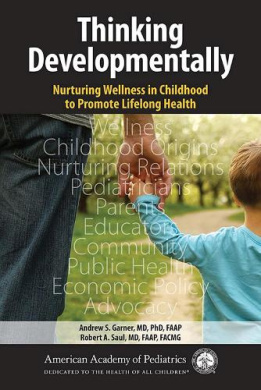 Thinking
Developmentally
Nurturing Wellness in Childhood
to Promote Lifelong Health
Wellness
Childhood Origins
Nurturing Relations
Pediatrics
Parents
Educators
Community
Public Health
Economic Policy
Advocacy
Andrew S. Garner, MD, PhD, FAAP
Robert A. Saul, MD, FAAP, FACMG
American Academy of Pediatrics
DEDICATED TO THE HEALTH OF ALL CHILDREN®